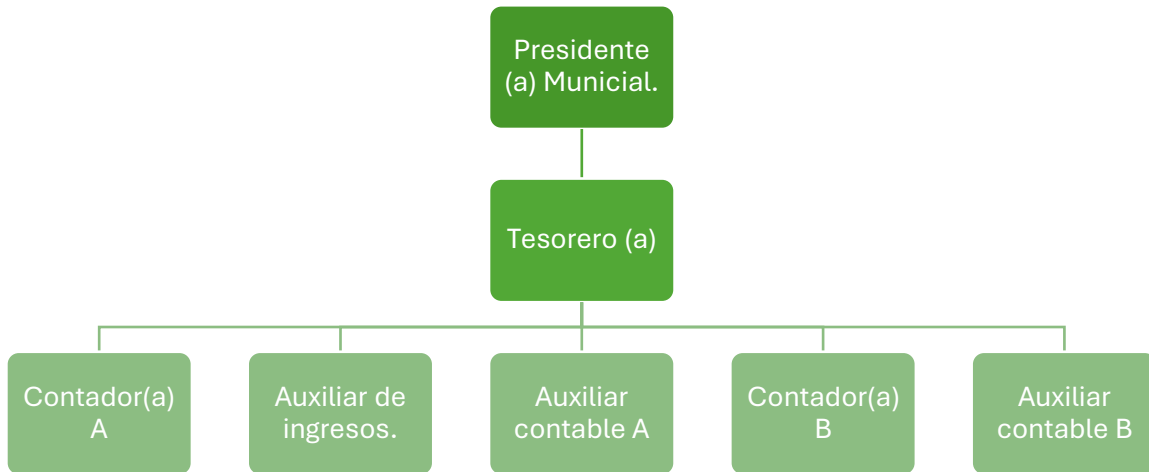 Presidente
(a) Municial.
Tesorero (a)
Contador(a)
A
Auxiliar de
ingresos.
Auxiliar
contable A
Contador(a)
B
Auxiliar
contable B